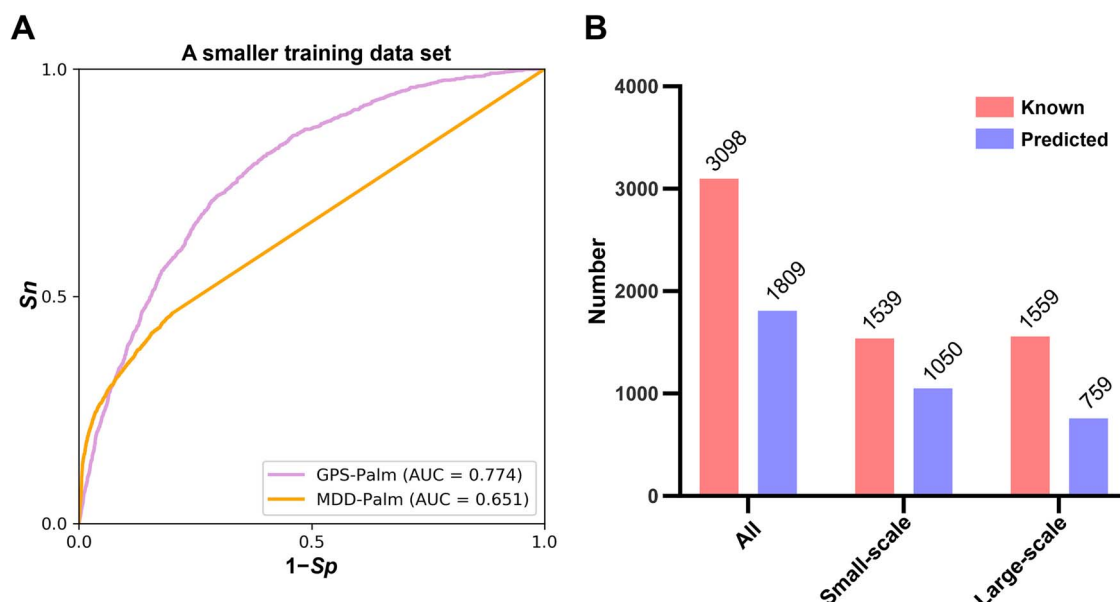 A
A smaller training data set
1.0
0.5
0.0
Sn
0.0
0.5
1.0
1−Sp
GPS-Palm (AUC = 0.774)
MDD-Palm (AUC = 0.651)
B
Known
Predicted
4000
3000
2000
1000
0
Number
3098
1809
1539
1050
1559
759
All
Small-scale
Large-scale